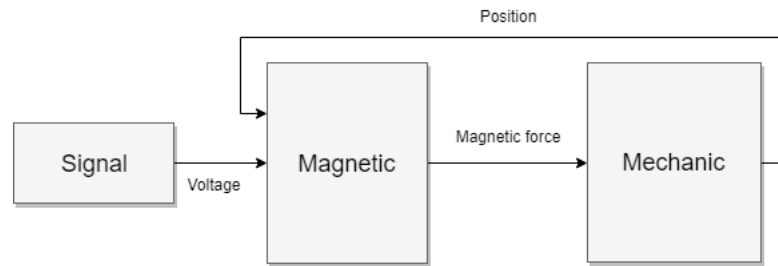 Position
Signal
Voltage
Magnetic
Magnetic force
Mechanic